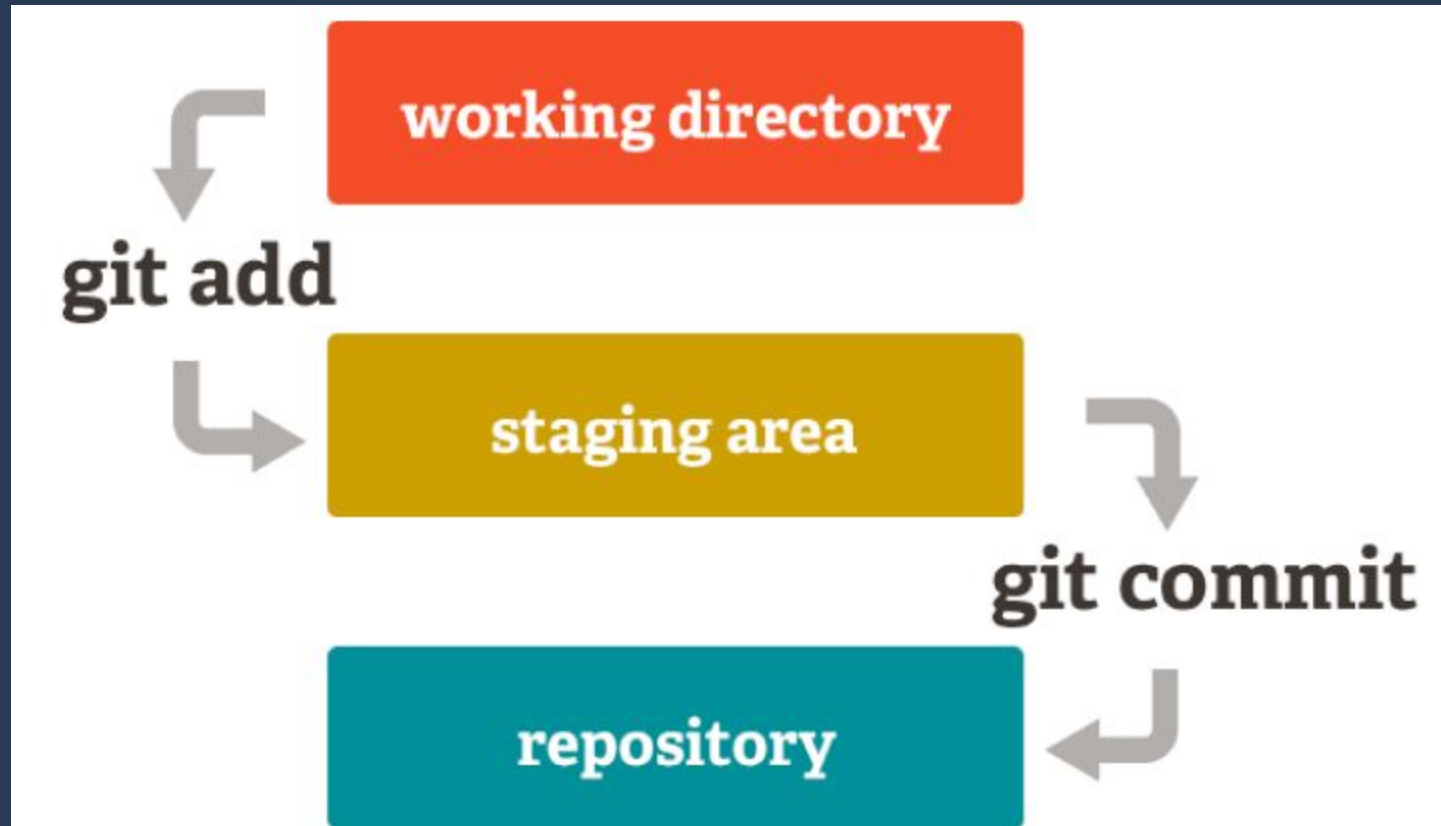 working directory
git add
staging area
git commit
repository